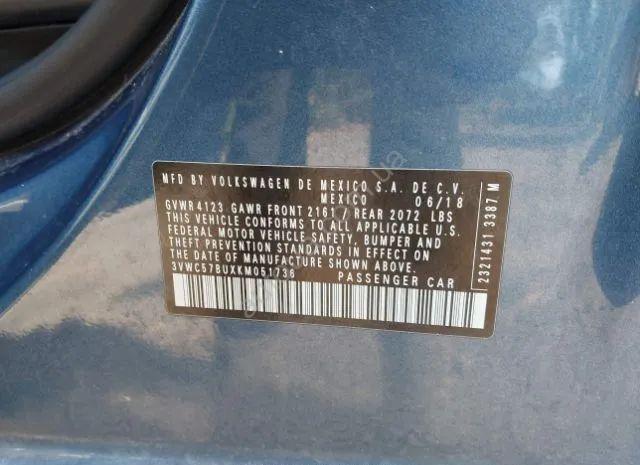 MFD BY VOLKSWAGEN DE MEXICO S.A. DE C.V.
MEXICO 06/18
GVWR 4123 GAWR FRONT 2161 REAR 2072 LBS
THIS VEHICLE CONFORMS TO ALL APPLICABLE U.S.
FEDERAL MOTOR VEHICLE SAFETY, BUMPER AND
THEFT PREVENTION STANDARDS IN EFFECT ON
THE DATE OF MANUFACTURE SHOWN ABOVE.
3VWC57BUXKM051736 PASSENGER CAR
2321431 3387 M